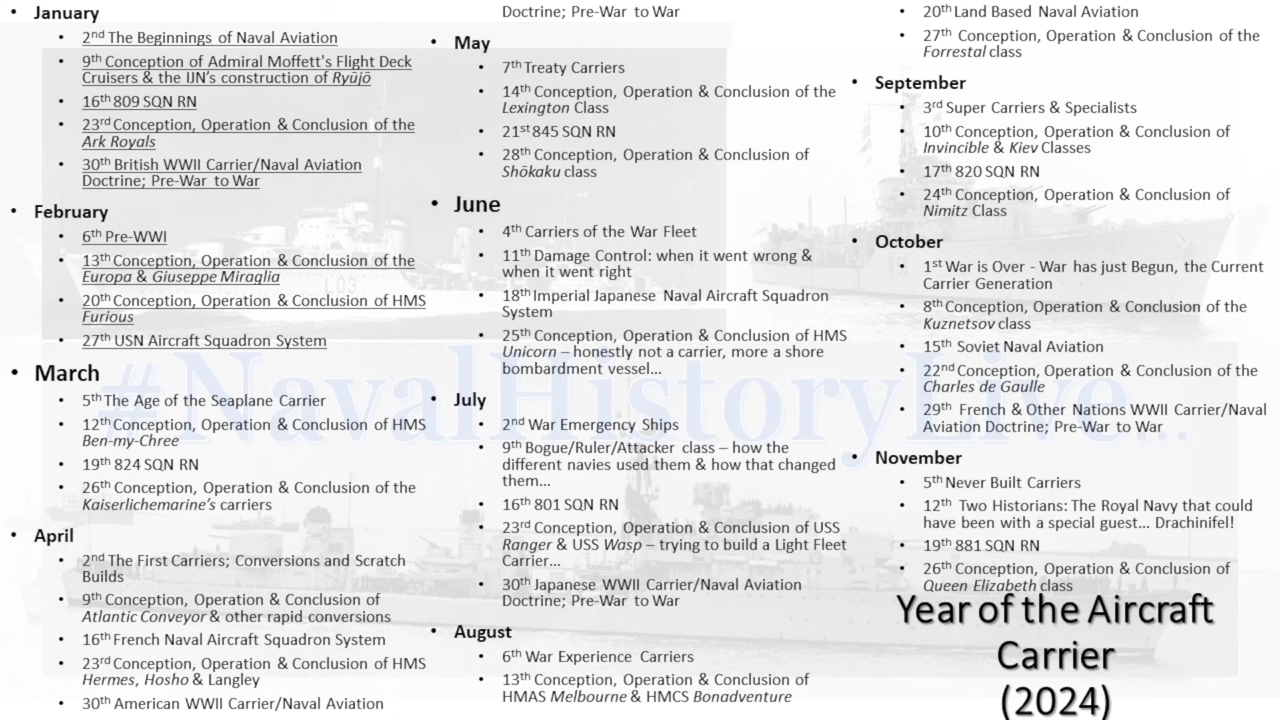 January
2nd The Beginnings of Naval Aviation
9th Conception of Admiral Moffett's Flight Deck
Cruisers & the IJN's construction of Ryūjō
16th 809 SQN RN
23rd Conception, Operation & Conclusion of the
Ark Royals
30th British WWII Carrier/Naval Aviation
Doctrine; Pre-War to War
February
6th Pre-WWI
13th Conception, Operation & Conclusion of the
Europa & Giuseppe Miraglia
20th Conception, Operation & Conclusion of HMS
Furious
27th USN Aircraft Squadron System
March
5th The Age of the Seaplane Carrier
12th Conception, Operation & Conclusion of HMS
Ben-my-Chree
19th 824 SQN RN
26th Conception, Operation & Conclusion of the
Kaiserlichemarine's carriers
April
2nd The First Carriers; Conversions and Scratch
Builds
9th Conception, Operation & Conclusion of
Atlantic Conveyor & other rapid conversions
16th French Naval Aircraft Squadron System
23rd Conception, Operation & Conclusion of HMS
Hermes, Hosho & Langley
30th American WWII Carrier/Naval Aviation
Doctrine; Pre-War to War
May
7th Treaty Carriers
14th Conception, Operation & Conclusion of the
Lexington Class
21st 845 SQN RN
28th Conception, Operation & Conclusion of
Shōkaku class
June
4th Carriers of the War Fleet
11th Damage Control: when it went wrong &
when it went right
18th Imperial Japanese Naval Aircraft Squadron
System
25th Conception, Operation & Conclusion of HMS
Unicorn – honestly not a carrier, more a shore
bombardment vessel...
July
2nd War Emergency Ships
9th Bogue/Ruler/Attacker class – how the
different navies used them & how that changed
them...
16th 801 SQN RN
23rd Conception, Operation & Conclusion of USS
Ranger & USS Wasp – trying to build a Light Fleet
Carrier...
30th Japanese WWII Carrier/Naval Aviation
Doctrine; Pre-War to War
August
6th War Experience Carriers
13th Conception, Operation & Conclusion of
HMAS Melbourne & HMCS Bonadventure
20th Land Based Naval Aviation
27th Conception, Operation & Conclusion of the
Forrestal class
September
3rd Super Carriers & Specialists
10th Conception, Operation & Conclusion of
Invincible & Kiev Classes
17th 820 SQN RN
24th Conception, Operation & Conclusion of
Nimitz Class
October
1st War is Over - War has just Begun, the Current
Carrier Generation
8th Conception, Operation & Conclusion of the
Kuznetsov class
15th Soviet Naval Aviation
22nd Conception, Operation & Conclusion of the
Charles de Gaulle
29th French & Other Nations WWII Carrier/Naval
Aviation Doctrine; Pre-War to War
November
5th Never Built Carriers
12th Two Historians: The Royal Navy that could
have been with a special guest... Drachinifel!
19th 881 SQN RN
26th Conception, Operation & Conclusion of
Queen Elizabeth class
Year of the Aircraft
Carrier
(2024)
#NavalHistoryLive...
L03